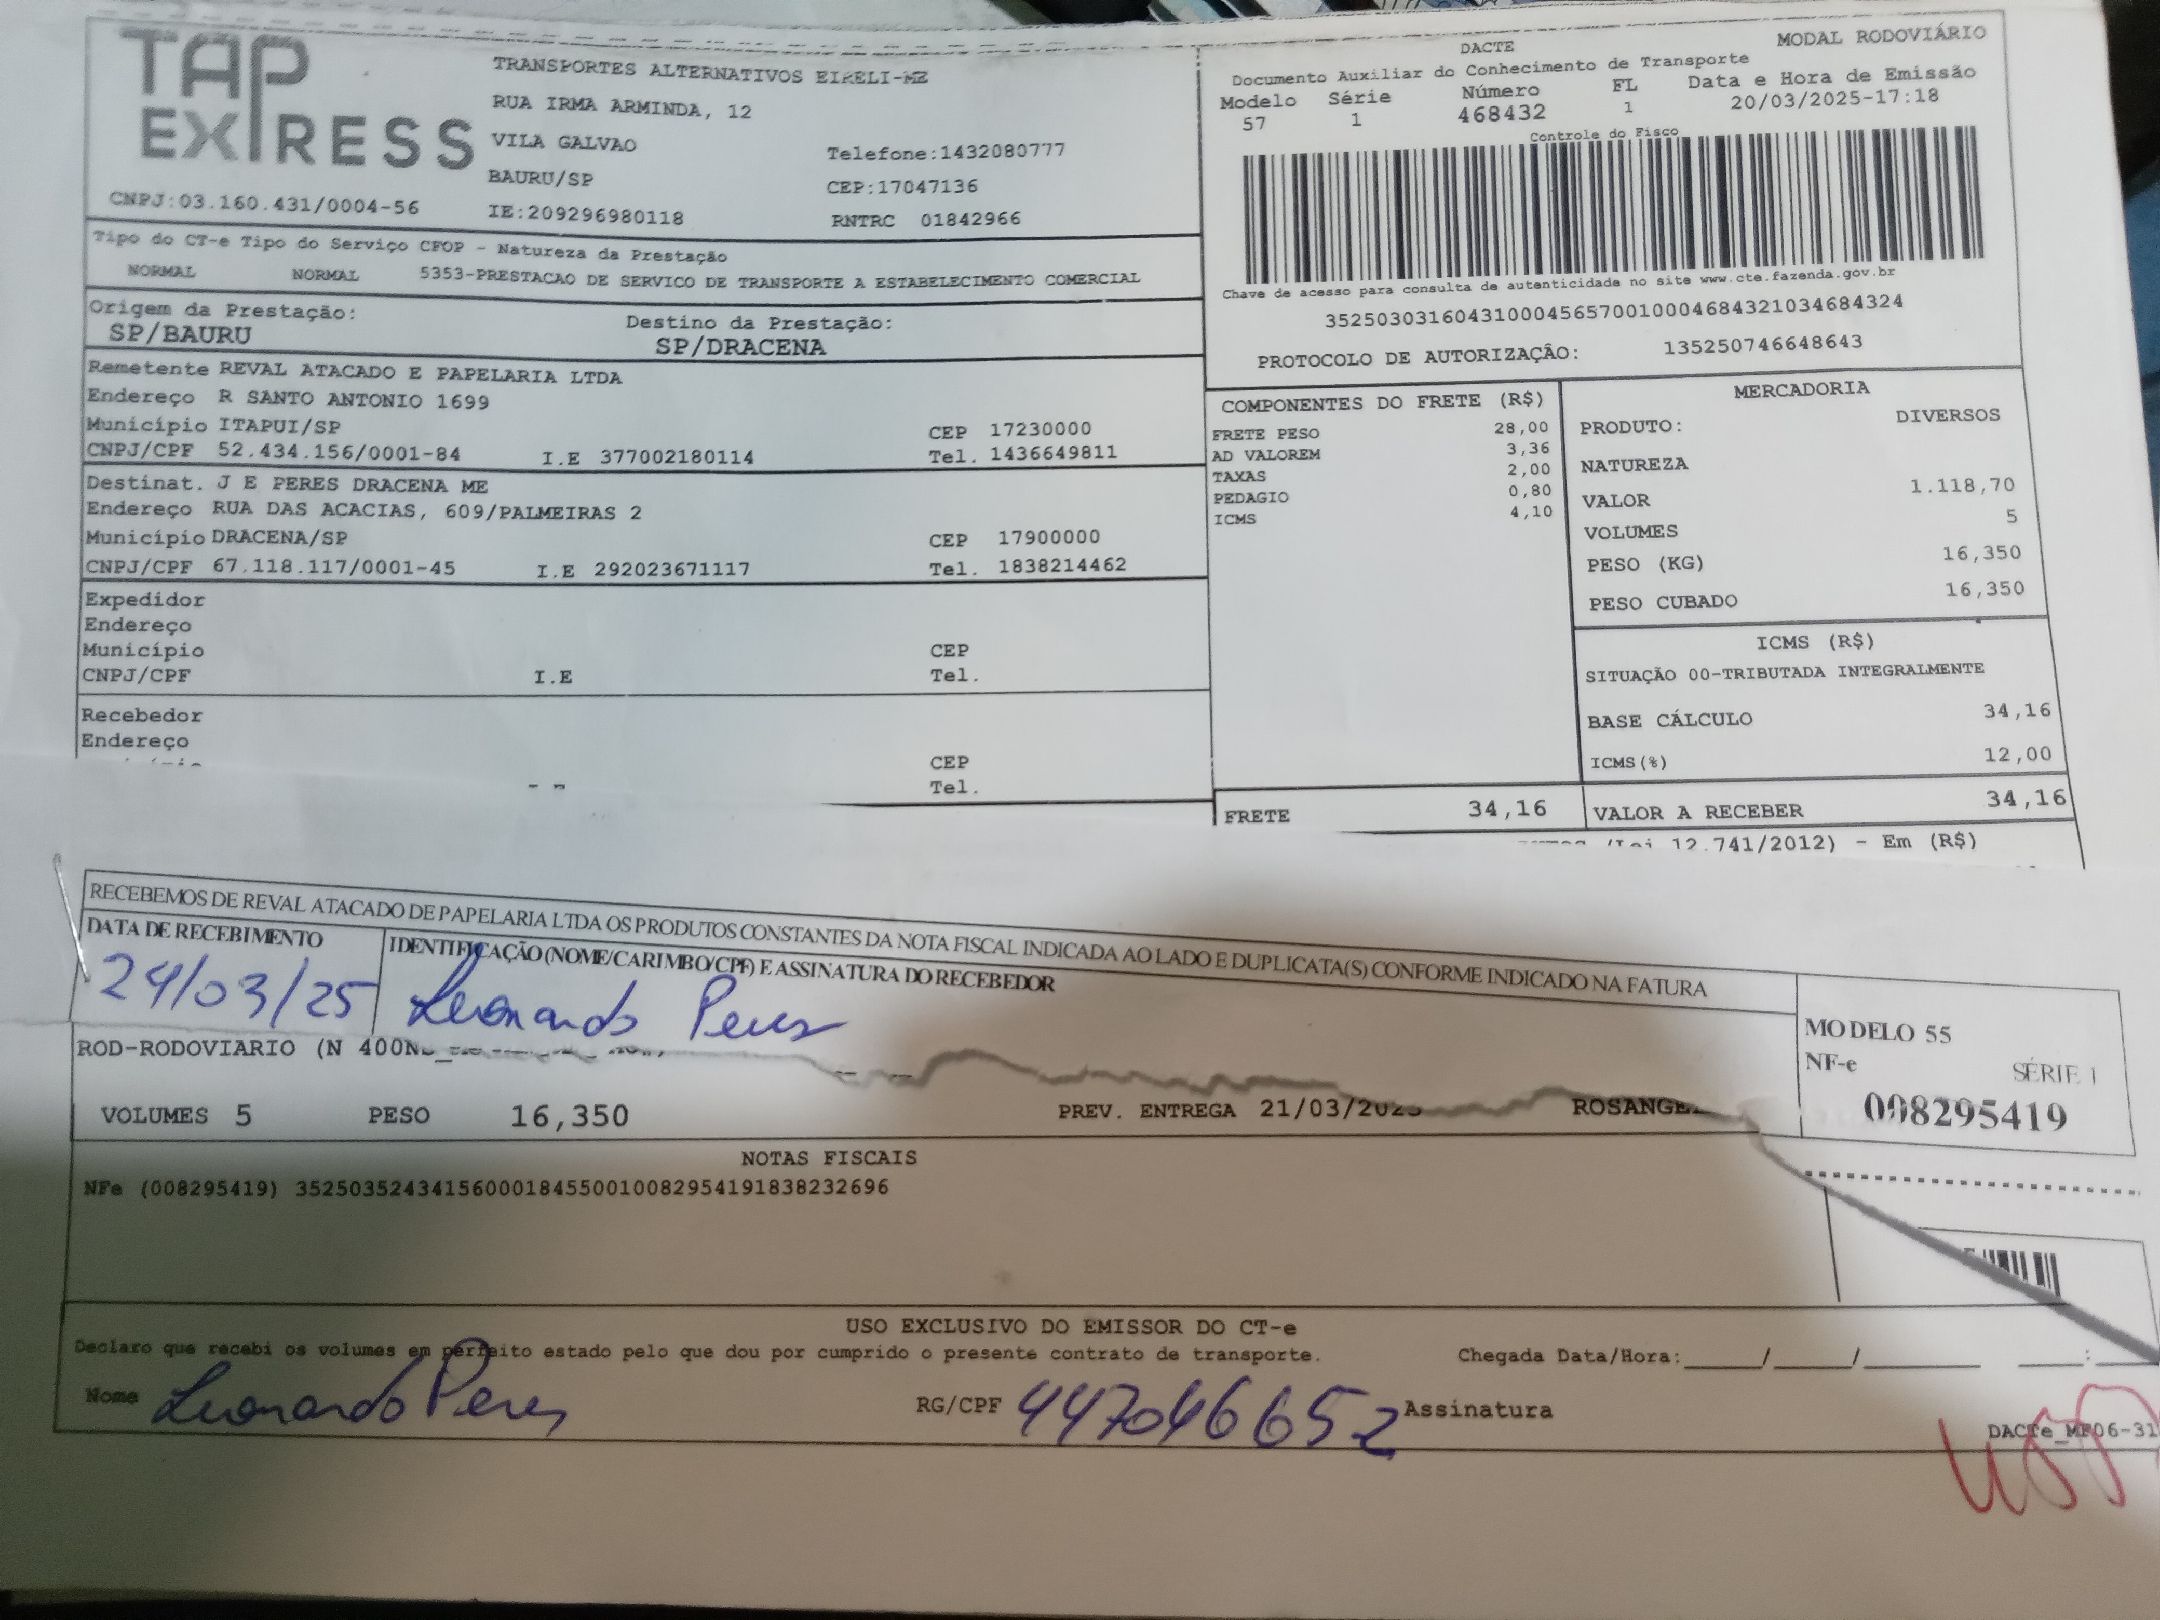 TAP EXPRESS
TRANSPORTES ALTERNATIVOS EIRELI-MZ
RUA IRMA ARMINDA, 12
VILA GALVAO
Telefone:1432080777
BAURU/SP
CEP:17047136
CNPJ:03.160.431/0004-56
IE:209296980118
RNTRC 01842966
DACTE
MODAL RODOVIÁRIO
Documento Auxiliar do Conhecimento de Transporte
Modelo Série Número FL Data e Hora de Emissão
57 1 468432 1 20/03/2025-17:18
Controle do Fisco
Chave de acesso para consulta de autenticidade no site www.cte.fazenda.gov.br
35250303160431000456570010004684321034684324
PROTOCOLO DE AUTORIZAÇÃO: 135250746648643
Tipo do CT-e Tipo do Serviço CFOP - Natureza da Prestação
NORMAL NORMAL 5353-PRESTACAO DE SERVICO DE TRANSPORTE A ESTABELECIMENTO COMERCIAL
Origem da Prestação: Destino da Prestação:
SP/BAURU SP/DRACENA
Remetente REVAL ATACADO E PAPELARIA LTDA
Endereço R SANTO ANTONIO 1699
Município ITAPUI/SP CEP 17230000
CNPJ/CPF 52.434.156/0001-84 I.E 377002180114 Tel. 1436649811
Destinat. J E PERES DRACENA ME
Endereço RUA DAS ACACIAS, 609/PALMEIRAS 2
Município DRACENA/SP CEP 17900000
CNPJ/CPF 67.118.117/0001-45 I.E 292023671117 Tel. 1838214462
Expedidor
Endereço
Município CEP
CNPJ/CPF I.E Tel.
Recebedor
Endereço
CEP
Tel.
COMPONENTES DO FRETE (R$)
FRETE PESO 28,00
AD VALOREM 3,36
TAXAS 2,00
PEDAGIO 0,80
ICMS 4,10
FRETE 34,16
MERCADORIA
PRODUTO: DIVERSOS
NATUREZA
VALOR 1.118,70
VOLUMES 5
PESO (KG) 16,350
PESO CUBADO 16,350
ICMS (R$)
SITUAÇÃO 00-TRIBUTADA INTEGRALMENTE
BASE CÁLCULO 34,16
ICMS(%) 12,00
VALOR A RECEBER 34,16
(Lei 12.741/2012) - Em (R$)
RECEBEMOS DE REVAL ATACADO DE PAPELARIA LTDA OS PRODUTOS CONSTANTES DA NOTA FISCAL INDICADA AO LADO E DUPLICATA(S) CONFORME INDICADO NA FATURA
DATA DE RECEBIMENTO IDENTIFICAÇÃO (NOME/CARIMBO/CPF) E ASSINATURA DO RECEBEDOR
24/03/25 Leonardo Peres
MODELO 55
NF-e SÉRIE 1
008295419
ROD-RODOVIARIO (N
VOLUMES 5 PESO 16,350 PREV. ENTREGA 21/03/2025
NOTAS FISCAIS
NFe (008295419) 35250352434156000184550010082954191838232696
USO EXCLUSIVO DO EMISSOR DO CT-e
Declaro que recebi os volumes em perfeito estado pelo que dou por cumprido o presente contrato de transporte. Chegada Data/Hora:____/____/______ ___:___
Nome Leonardo Peres RG/CPF 447046652 Assinatura
DACTe_MF06-31